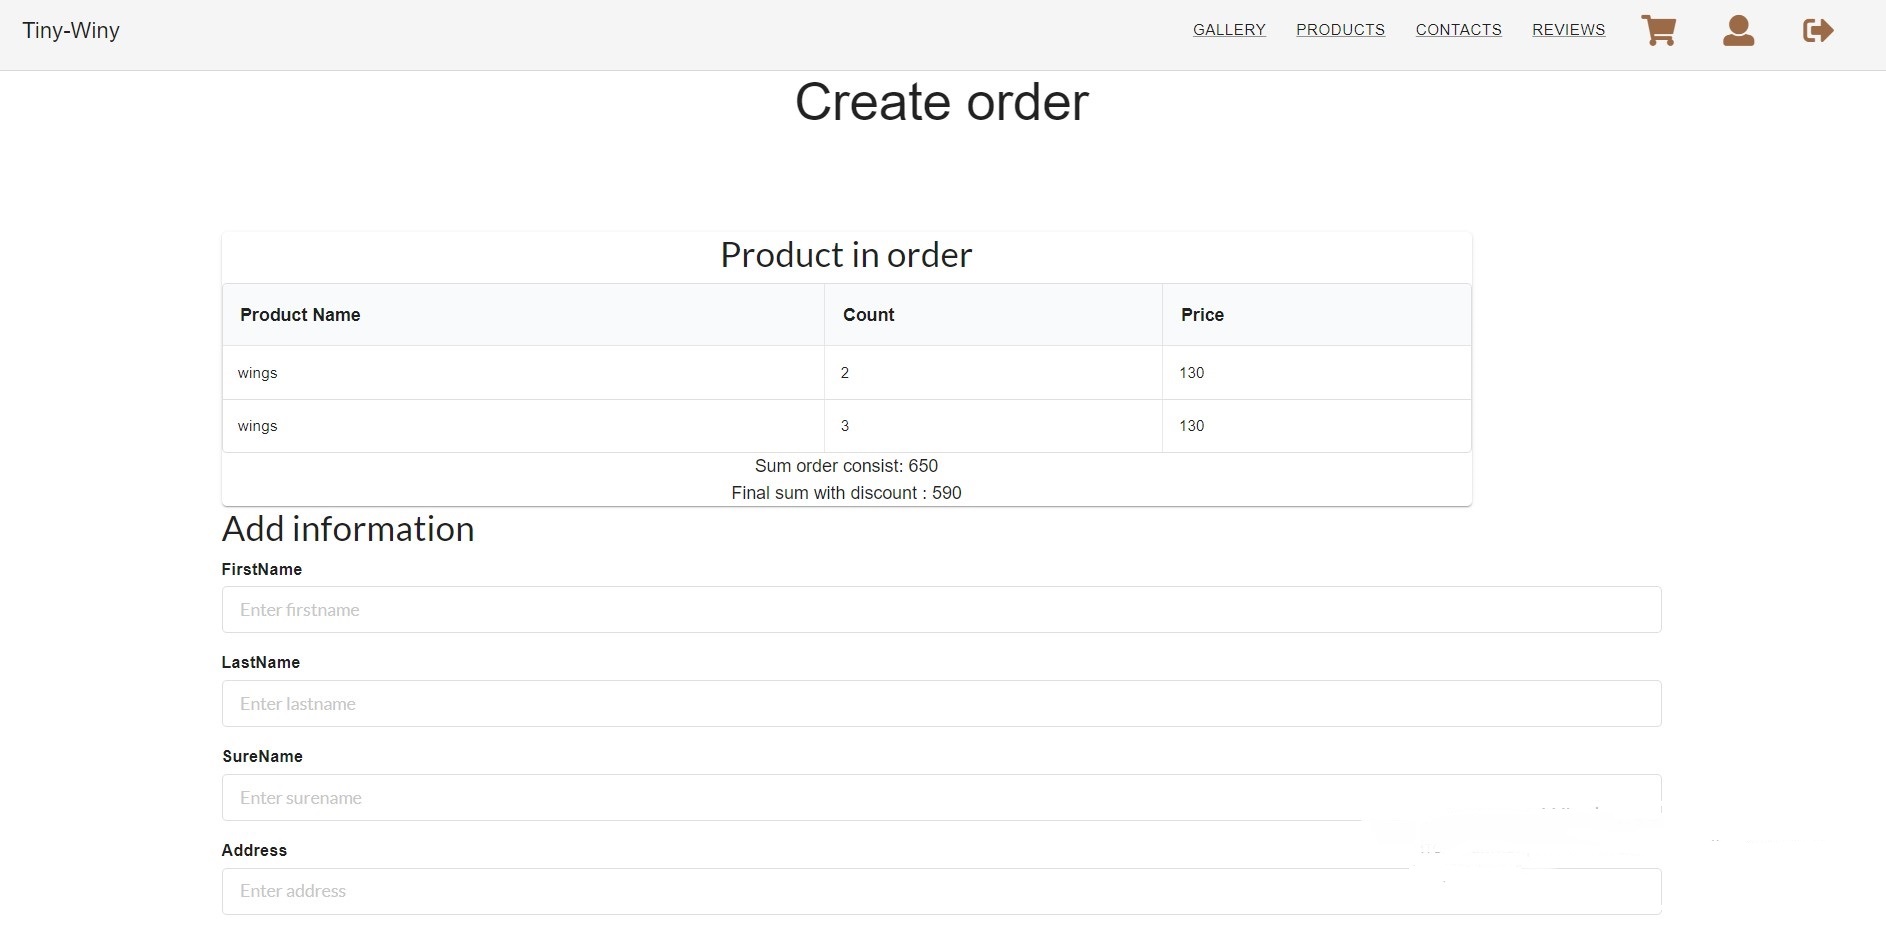 Tiny-Winy GALLERY PRODUCTS CONTACTS REVIEWS
Create order
Product in order
Product Name Count Price
wings 2 130
wings 3 130
Sum order consist: 650
Final sum with discount : 590
Add information
FirstName
Enter firstname
LastName
Enter lastname
SureName
Enter surename
Address
Enter address